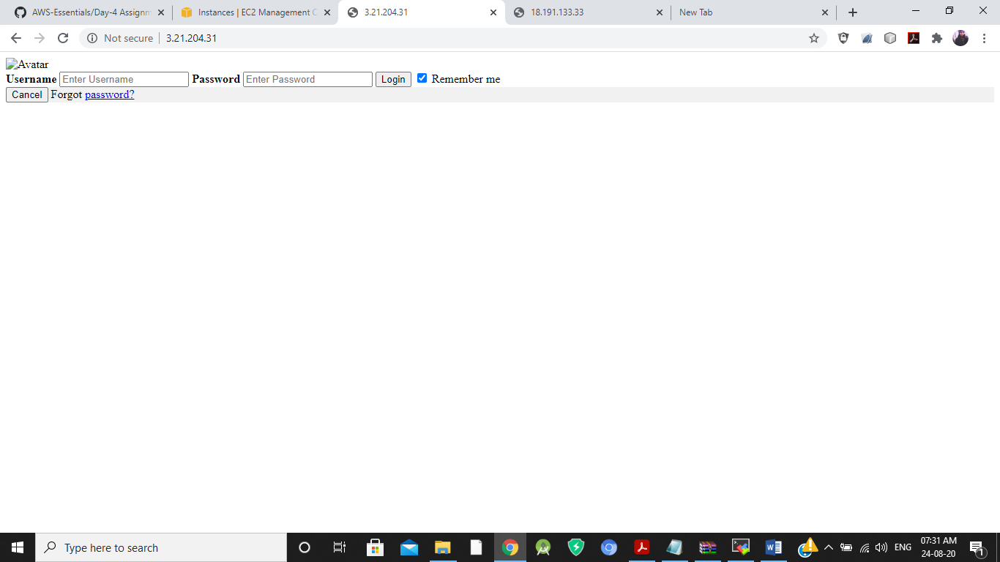 AWS-Essentials/Day-4 Assignm
Instances | EC2 Management C
3.21.204.31
18.191.133.33
New Tab
Not secure | 3.21.204.31
Avatar
Username Enter Username Password Enter Password Login Remember me
Cancel Forgot password?
Type here to search
ENG
07:31 AM
24-08-20
1